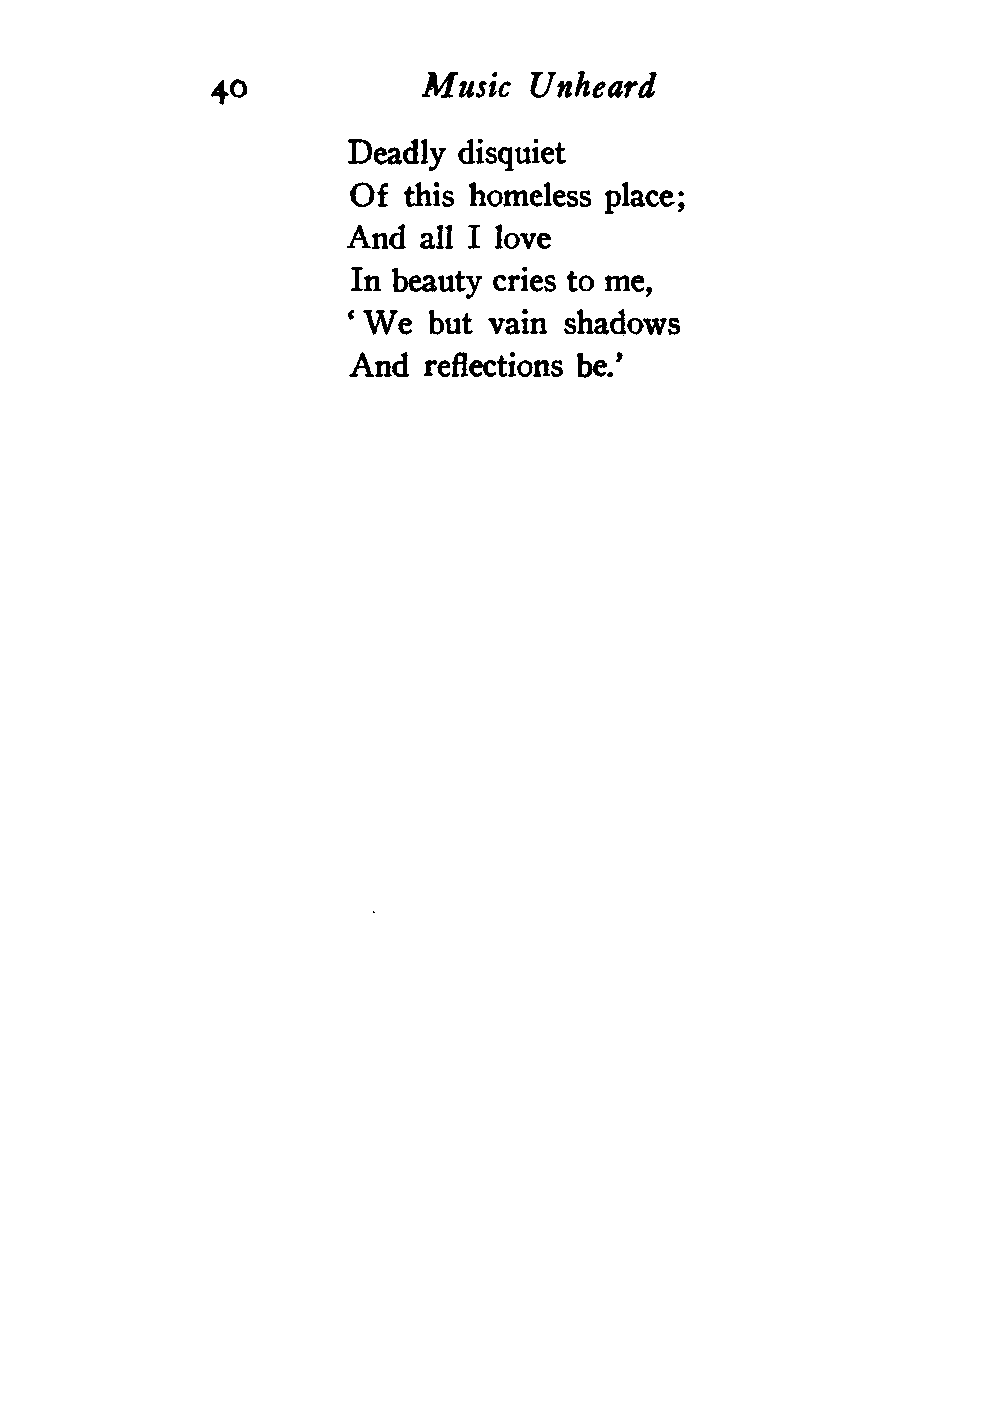 40 Music Unheard
Deadly disquiet
Of this homeless place;
And all I love
In beauty cries to me,
‘ We but vain shadows
And reflections be.’